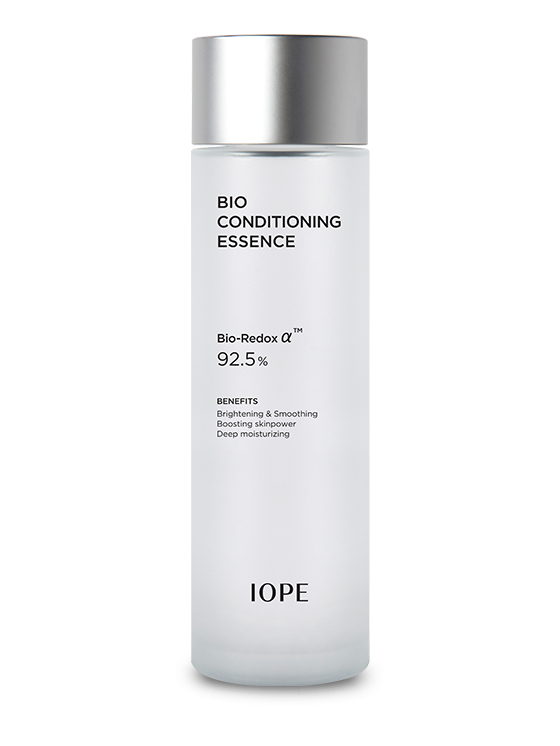 BIO
CONDITIONING
ESSENCE
Bio-Redox α™
92.5%
BENEFITS
Brightening & Smoothing
Boosting skinpower
Deep moisturizing
IOPE